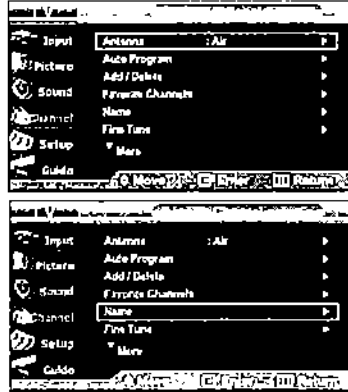 Input
Antenna : Air
Auto Program
Picture
Add / Delete
Sound
Favorite Channels
Channel
Name
Fine Tune
Setup
▼ More
Guide
Move Enter Return
Input
Antenna : Air
Auto Program
Picture
Add / Delete
Sound
Favorite Channels
Channel
Name
Fine Tune
Setup
▼ More
Guide
Move Enter Return